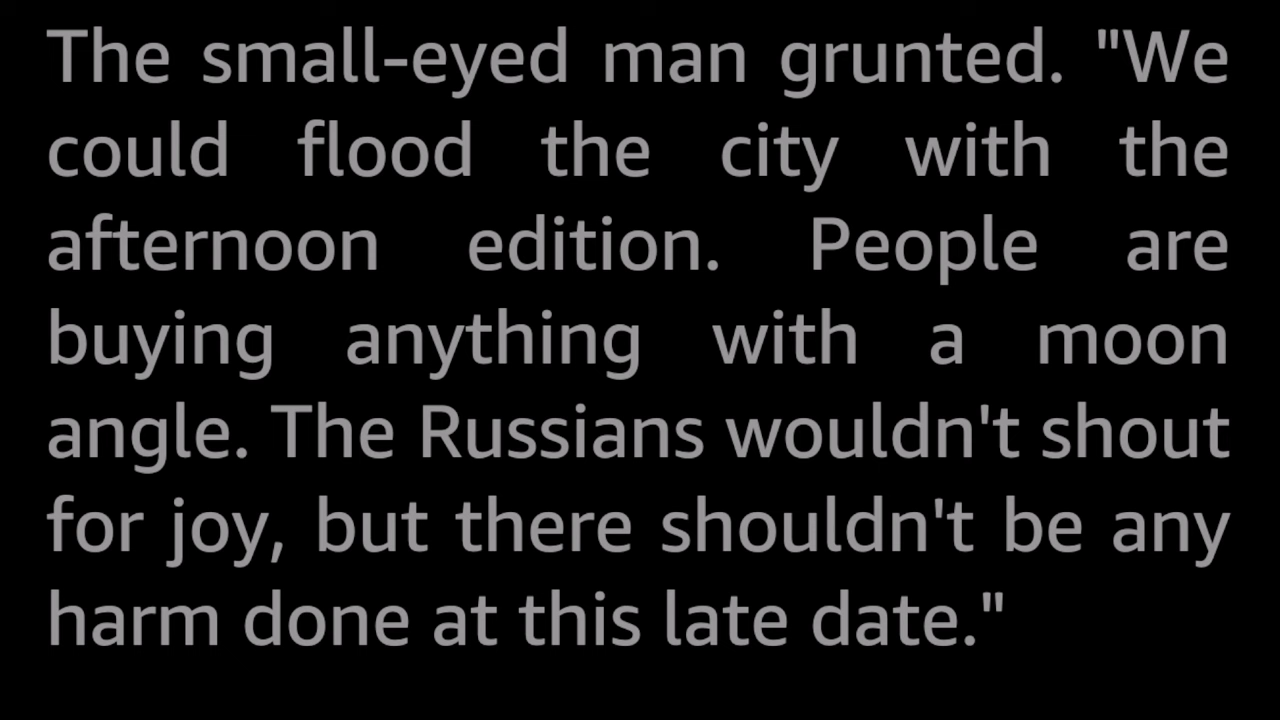 The small-eyed man grunted. "We
could flood the city with the
afternoon edition. People are
buying anything with a moon
angle. The Russians wouldn't shout
for joy, but there shouldn't be any
harm done at this late date."